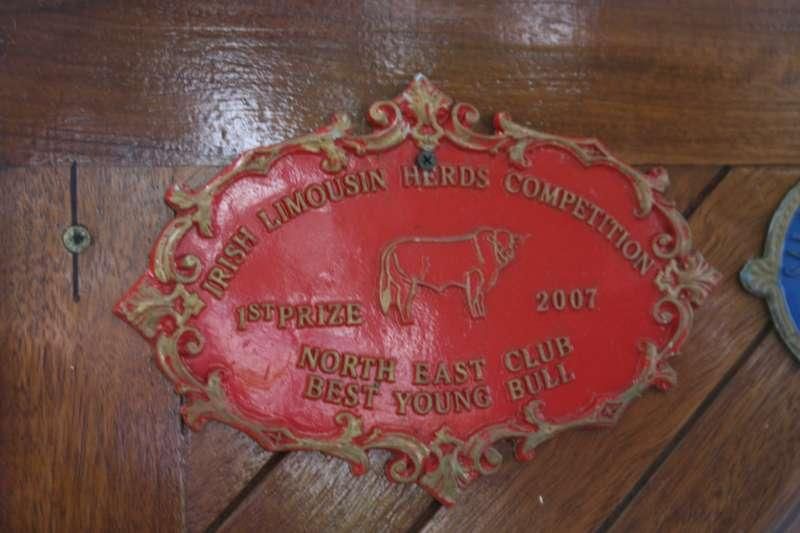 IRISH LIMOUSIN HERDS COMPETITION
1ST PRIZE 2007
NORTH EAST CLUB
BEST YOUNG BULL